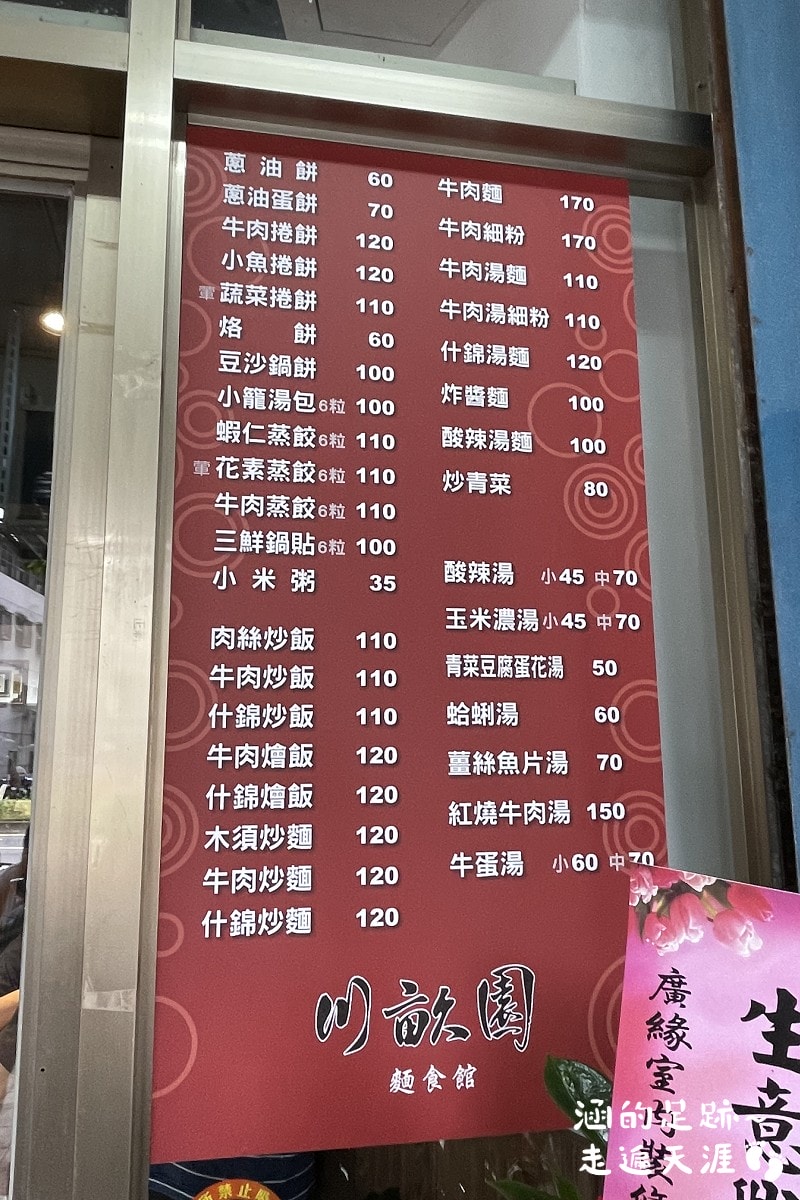 蔥油餅 60
蔥油蛋餅 70
牛肉捲餅 120
小魚捲餅 120
葷蔬菜捲餅 110
烙餅 60
豆沙鍋餅 100
小籠湯包6粒 100
蝦仁蒸餃6粒 110
葷花素蒸餃6粒 110
牛肉蒸餃6粒 110
三鮮鍋貼6粒 100
小米粥 35
肉絲炒飯 110
牛肉炒飯 110
什錦炒飯 110
牛肉燴飯 120
什錦燴飯 120
木須炒麵 120
牛肉炒麵 120
什錦炒麵 120
牛肉麵 170
牛肉細粉 170
牛肉湯麵 110
牛肉湯細粉 110
什錦湯麵 120
炸醬麵 100
酸辣湯麵 100
炒青菜 80
酸辣湯 小45 中70
玉米濃湯小45 中70
青菜豆腐蛋花湯 50
蛤蜊湯 60
薑絲魚片湯 70
紅燒牛肉湯 150
牛蛋湯 小60 中70
川畝園
麵食館
生意
廣緣室內裝修
涵的足跡
走遍天涯
禁止